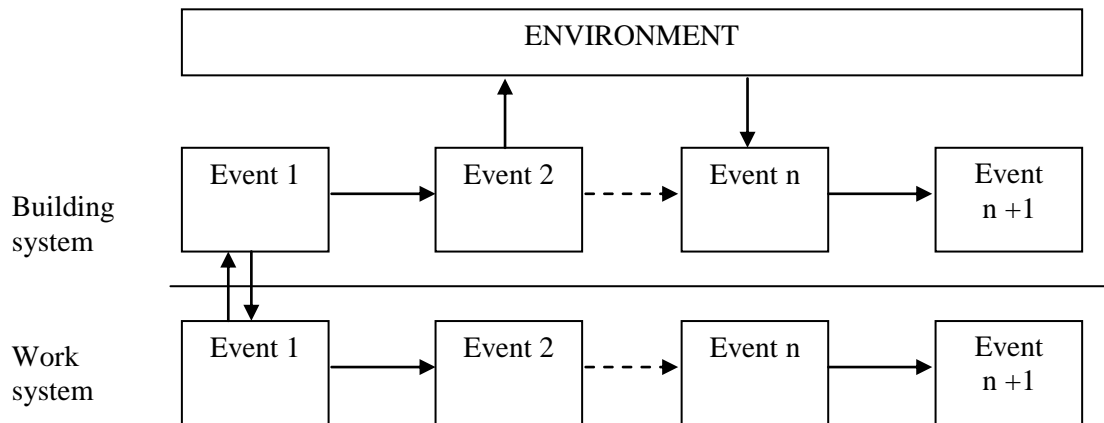 ENVIRONMENT
Building
system
Event 1
Event 2
Event n
Event
n +1
Work
system
Event 1
Event 2
Event n
Event
n +1